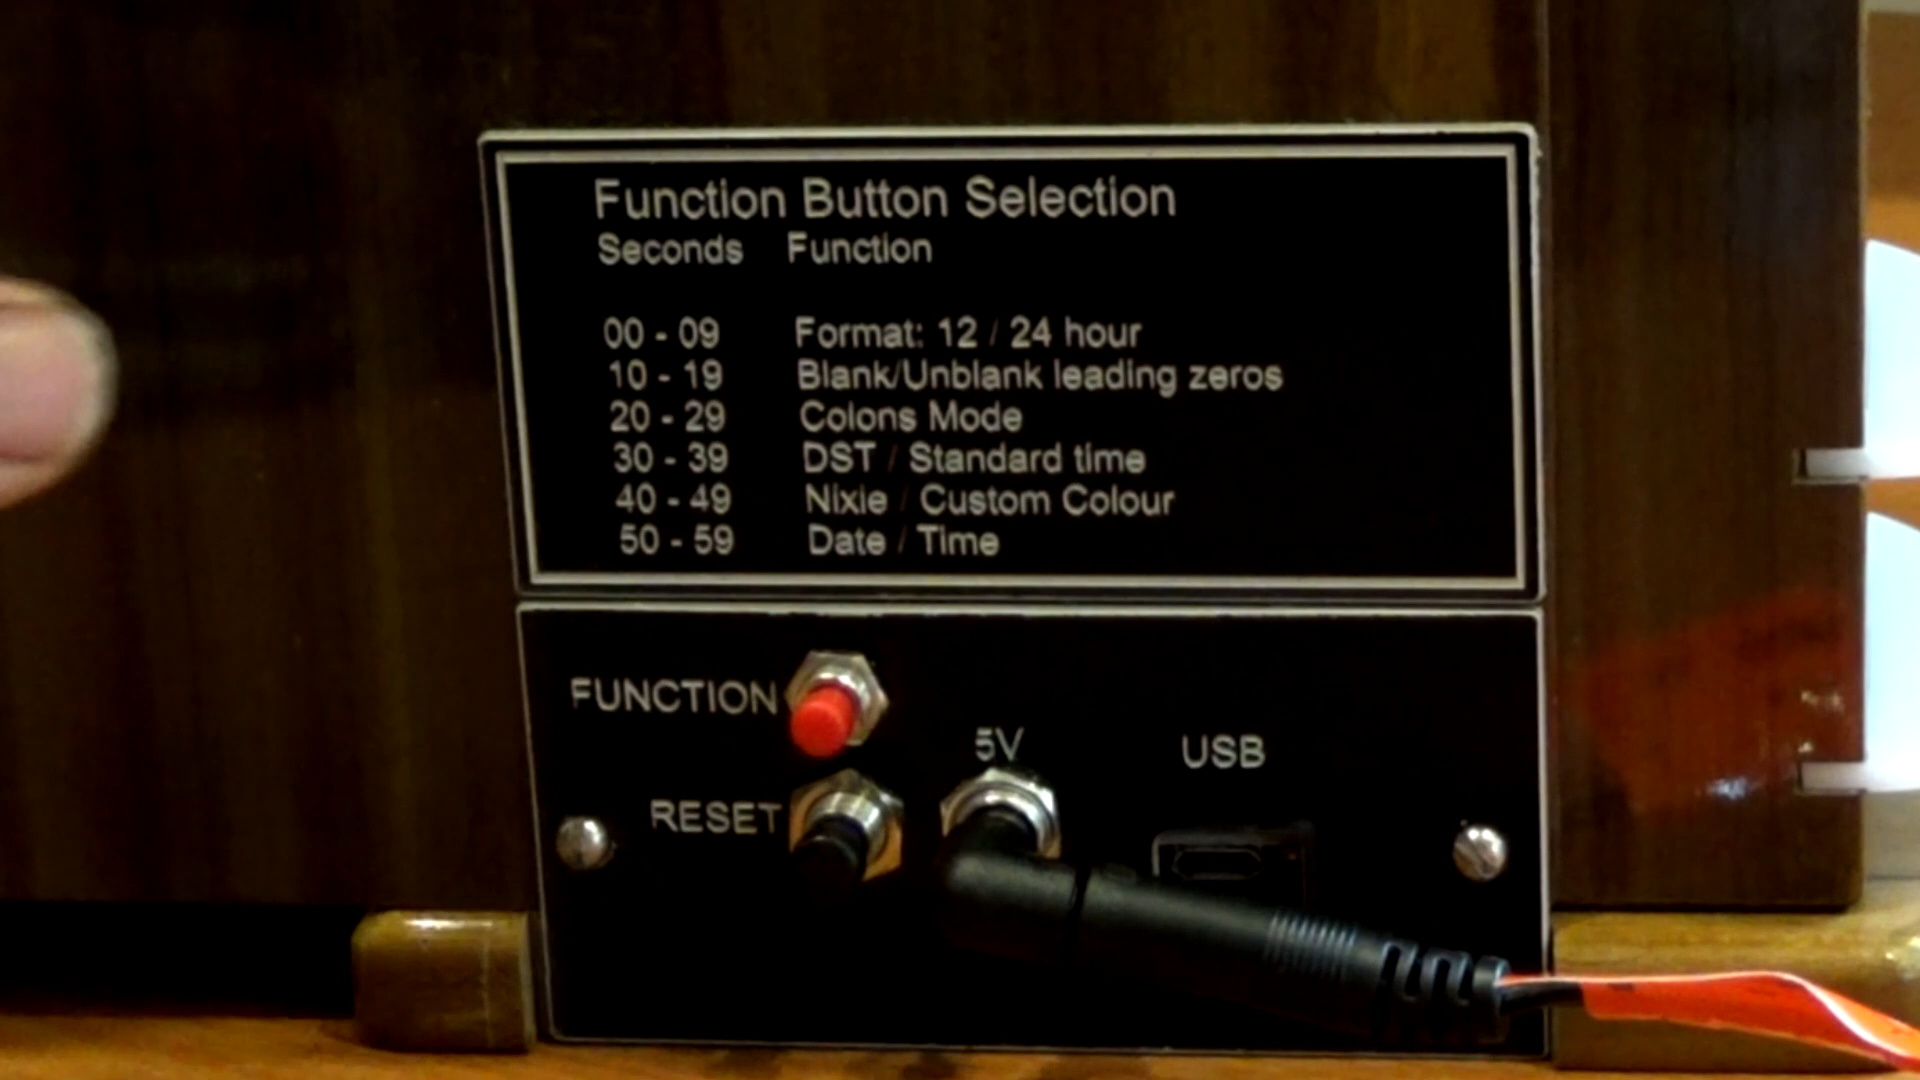 Function Button Selection
Seconds Function
00 - 09 Format: 12 / 24 hour
10 - 19 Blank/Unblank leading zeros
20 - 29 Colons Mode
30 - 39 DST / Standard time
40 - 49 Nixie / Custom Colour
50 - 59 Date / Time
FUNCTION
5V
USB
RESET